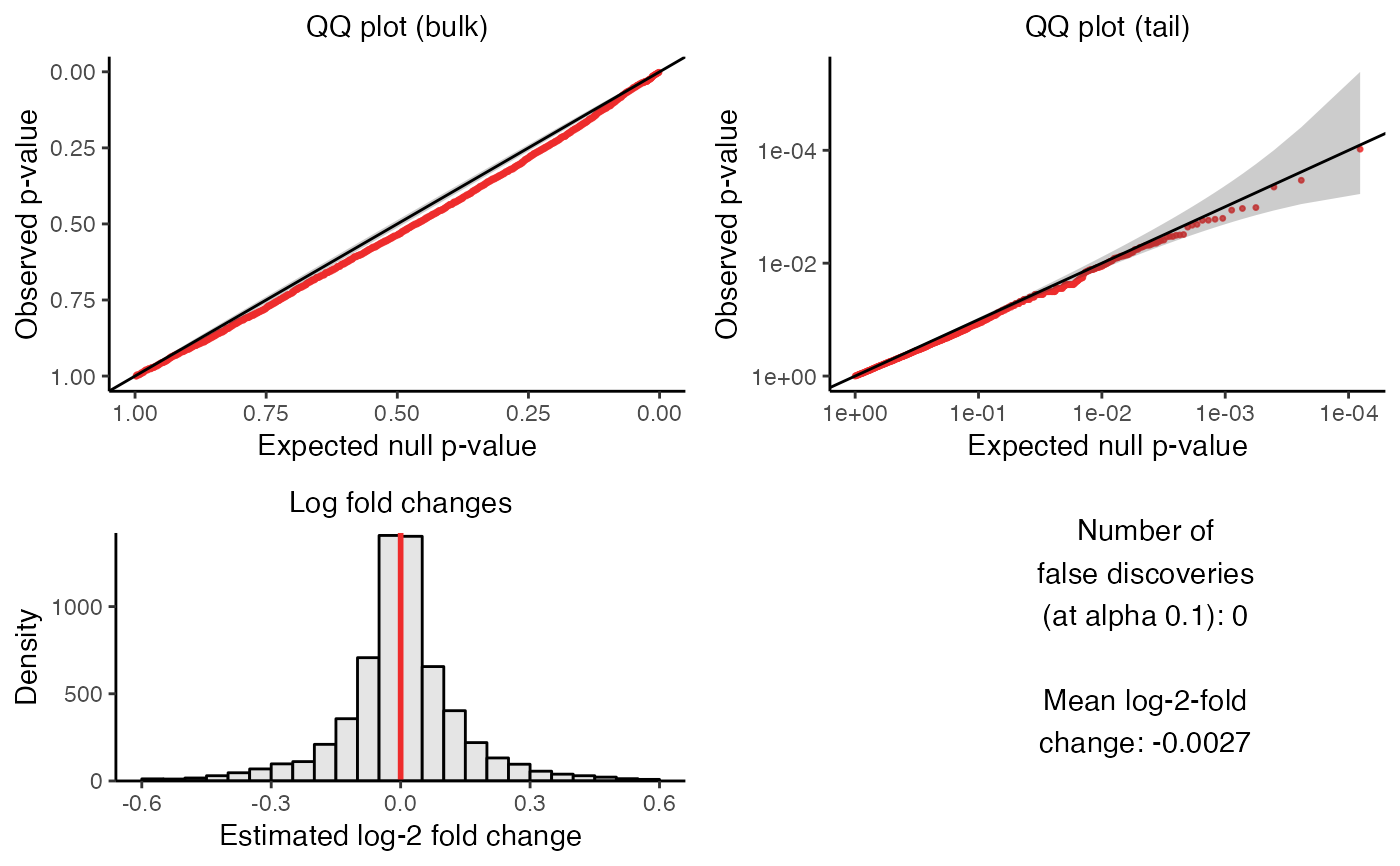 QQ plot (bulk)
Observed p-value
0.00
0.25
0.50
0.75
1.00
1.00 0.75 0.50 0.25 0.00
Expected null p-value
QQ plot (tail)
Observed p-value
1e-04
1e-02
1e+00
1e+00 1e-01 1e-02 1e-03 1e-04
Expected null p-value
Log fold changes
Density
1000
500
0
-0.6 -0.3 0.0 0.3 0.6
Estimated log-2 fold change
Number of
false discoveries
(at alpha 0.1): 0
Mean log-2-fold
change: -0.0027